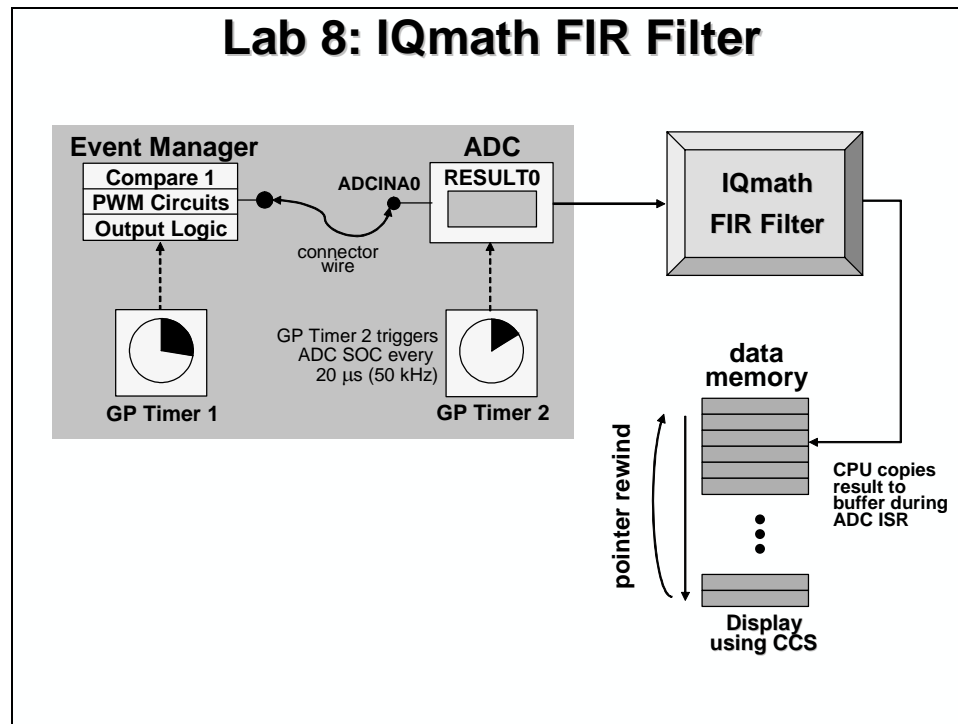 Lab 8: IQmath FIR Filter
Event Manager
Compare 1
PWM Circuits
Output Logic
ADCINA0
connector
wire
ADC
RESULT0
GP Timer 1
GP Timer 2 triggers
ADC SOC every
20 µs (50 kHz)
GP Timer 2
IQmath
FIR Filter
data
memory
pointer rewind
CPU copies
result to
buffer during
ADC ISR
Display
using CCS